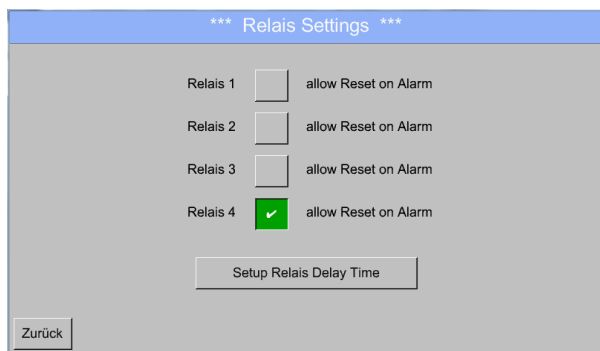 *** Relais Settings ***
Relais 1 allow Reset on Alarm
Relais 2 allow Reset on Alarm
Relais 3 allow Reset on Alarm
Relais 4 ✔ allow Reset on Alarm
Setup Relais Delay Time
Zurück